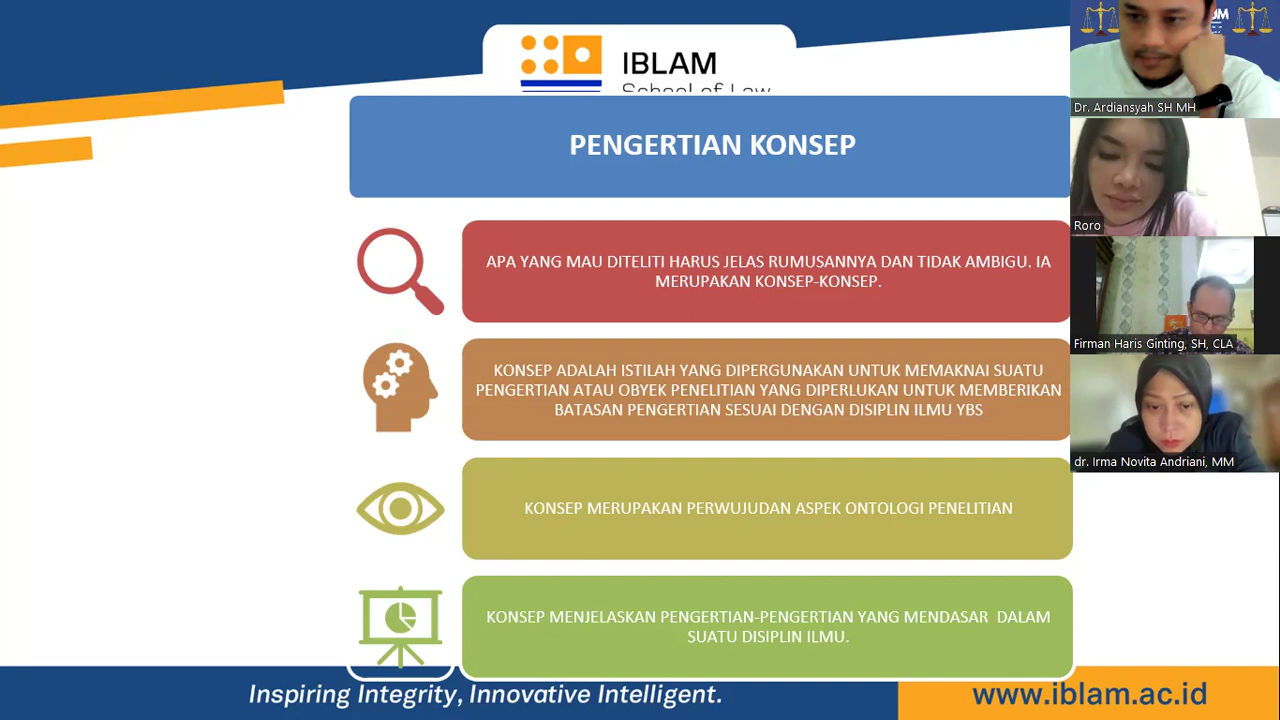 IBLAM
School of Law
PENGERTIAN KONSEP
APA YANG MAU DITELITI HARUS JELAS RUMUSANNYA DAN TIDAK AMBIGU. IA
MERUPAKAN KONSEP-KONSEP.
KONSEP ADALAH ISTILAH YANG DIPERGUNAKAN UNTUK MEMAKNAI SUATU
PENGERTIAN ATAU OBYEK PENELITIAN YANG DIPERLUKAN UNTUK MEMBERIKAN
BATASAN PENGERTIAN SESUAI DENGAN DISIPLIN ILMU YBS
KONSEP MERUPAKAN PERWUJUDAN ASPEK ONTOLOGI PENELITIAN
KONSEP MENJELASKAN PENGERTIAN-PENGERTIAN YANG MENDASAR DALAM
SUATU DISIPLIN ILMU.
Inspiring Integrity, Innovative Intelligent.
www.iblam.ac.id
Dr. Ardiansyah SH MH
Roro
Firman Haris Ginting, SH, CLA
dr. Irma Novita Andriani, MM